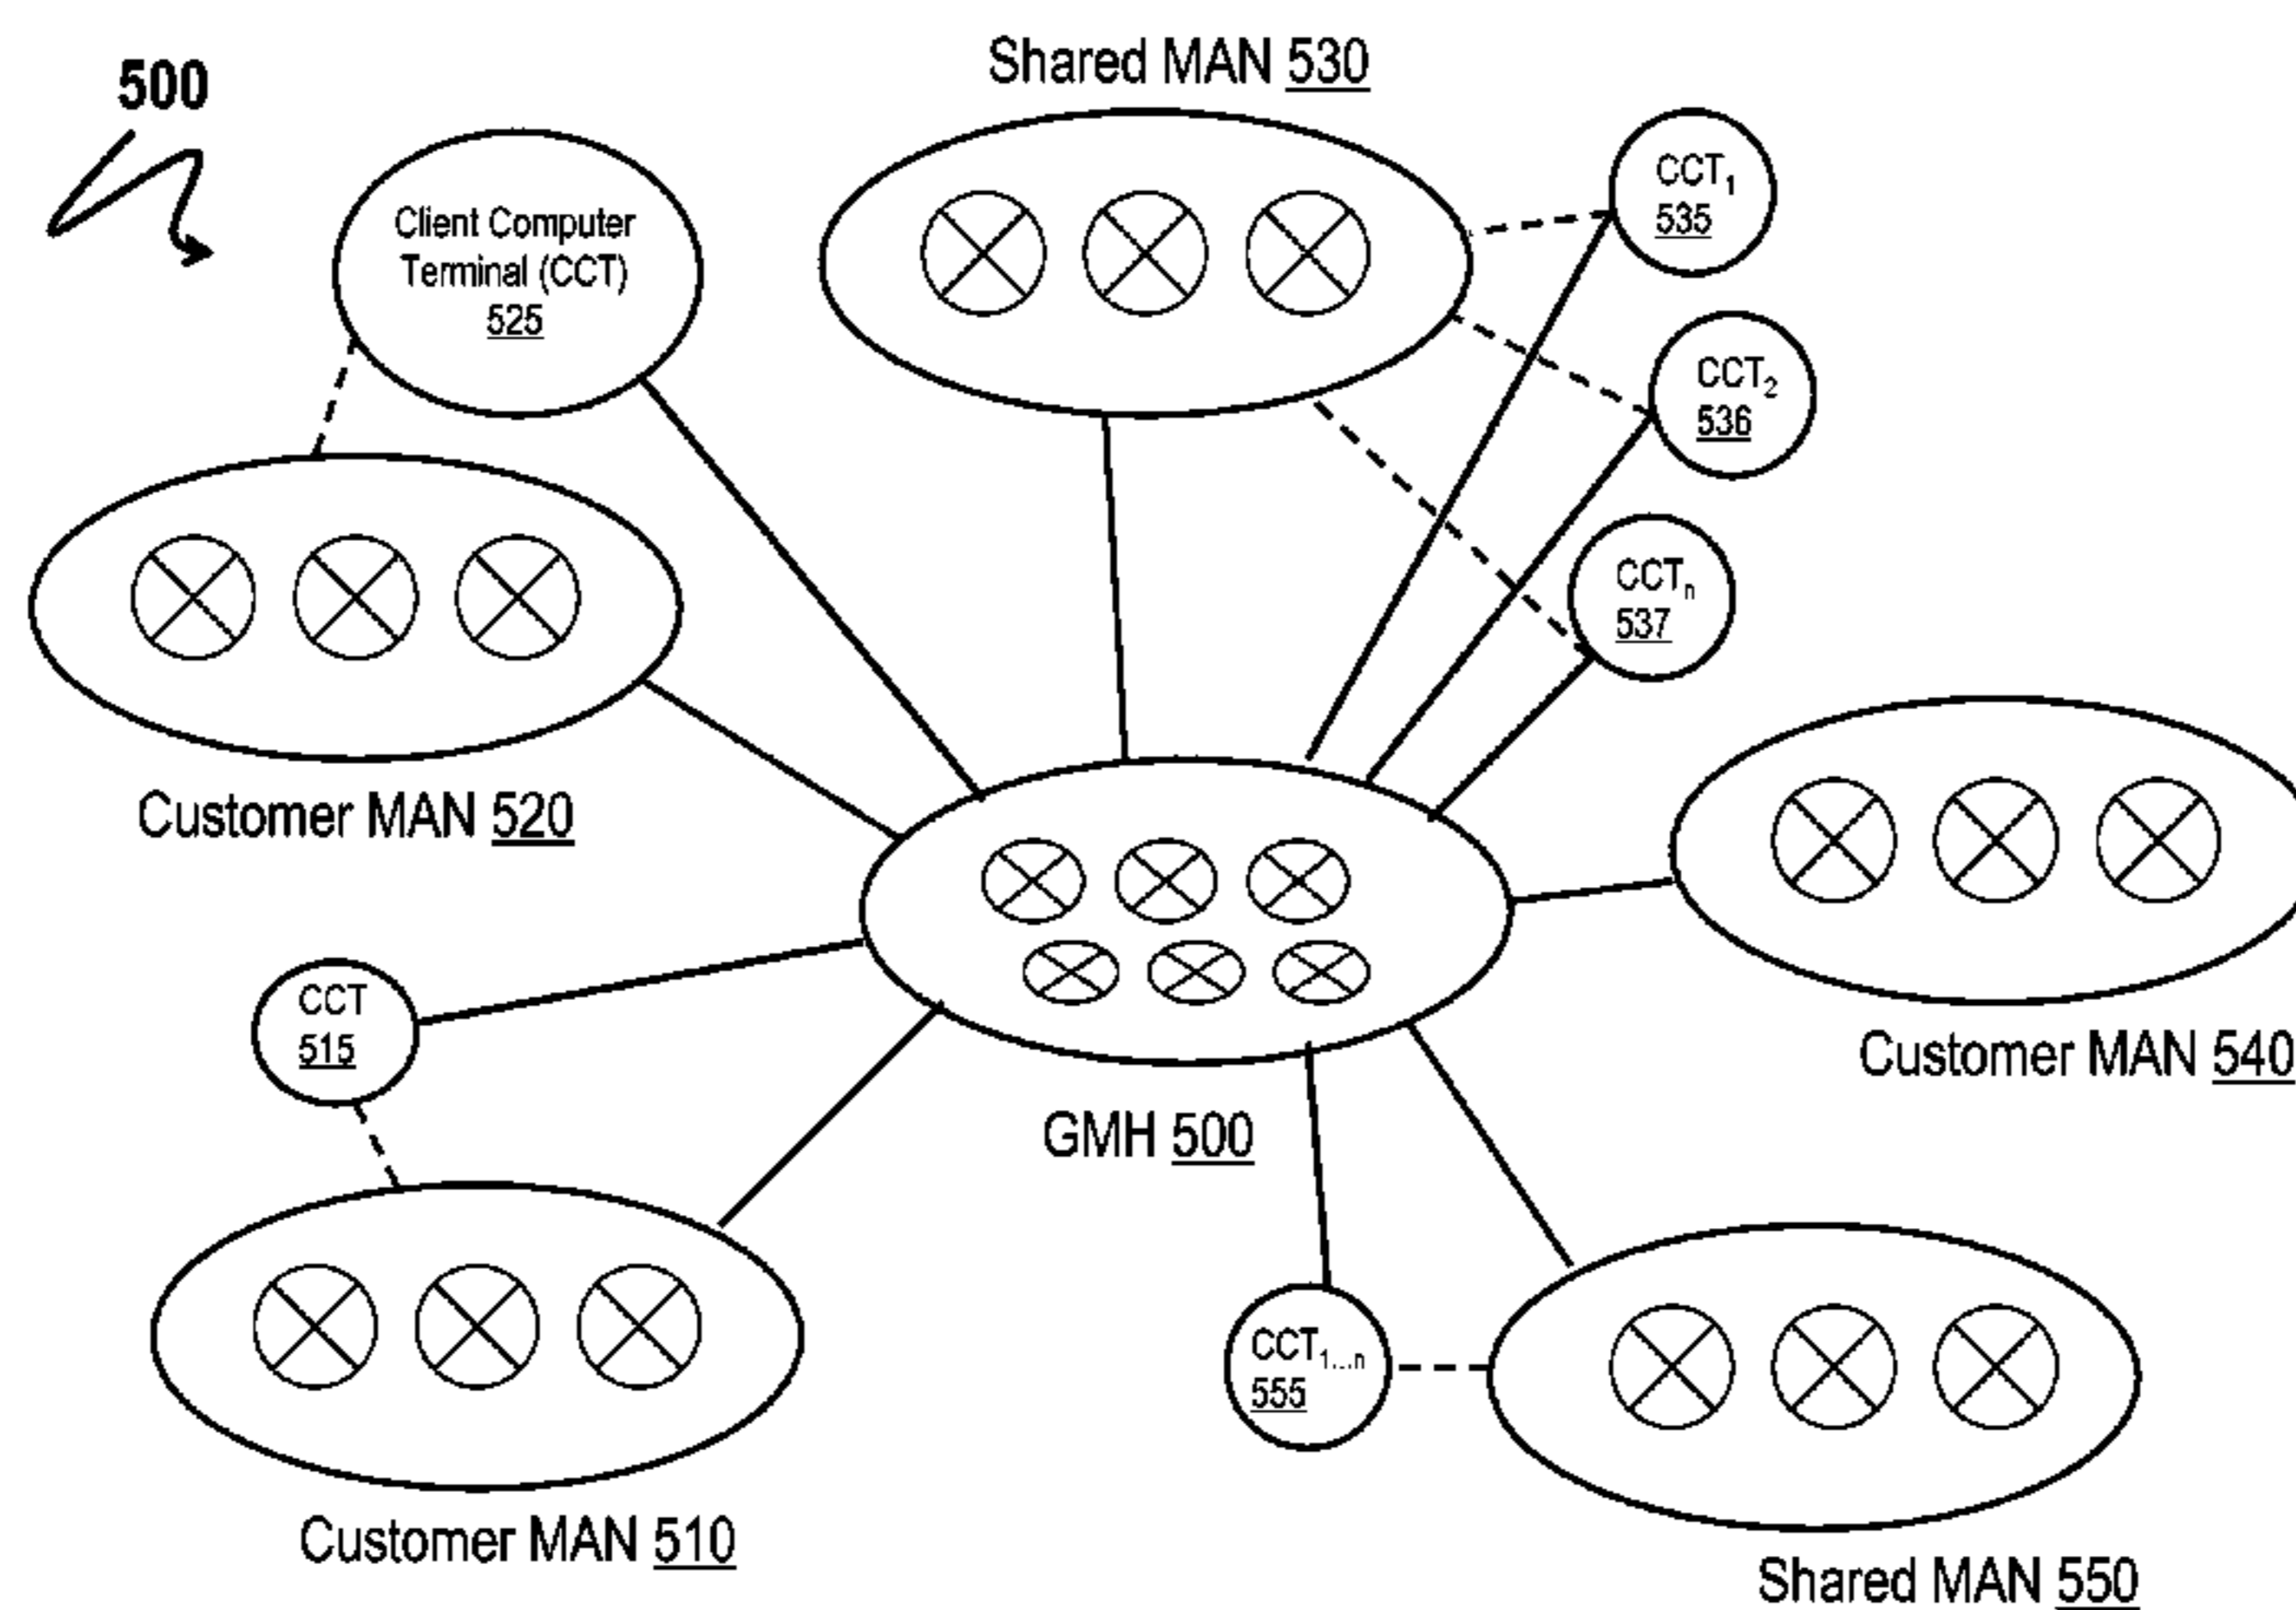 500
Shared MAN 530
Client Computer
Terminal (CCT)
525
CCT1
535
CCT2
536
CCTn
537
Customer MAN 520
Customer MAN 540
CCT
515
GMH 500
CCT1...n
555
Customer MAN 510
Shared MAN 550